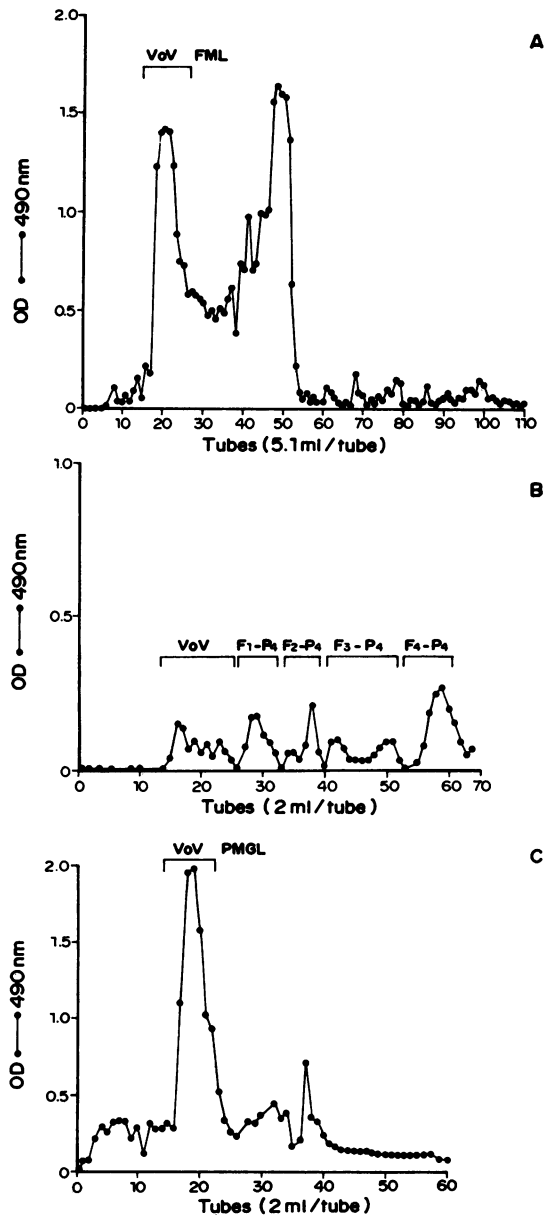 A
2.0
VoV FML
1.5
1.0
0.5
0
OD 490nm
0 10 20 30 40 50 60 70 80 90 100 110
Tubes (5.1ml/tube)
B
1.0
0.5
0
OD 490nm
VoV F1-P4 F2-P4 F3-P4 F4-P4
0 10 20 30 40 50 60 70
Tubes (2ml/tube)
C
2.0
VoV PMGL
1.5
1.0
0.5
0
OD 490nm
0 10 20 30 40 50 60
Tubes (2ml/tube)